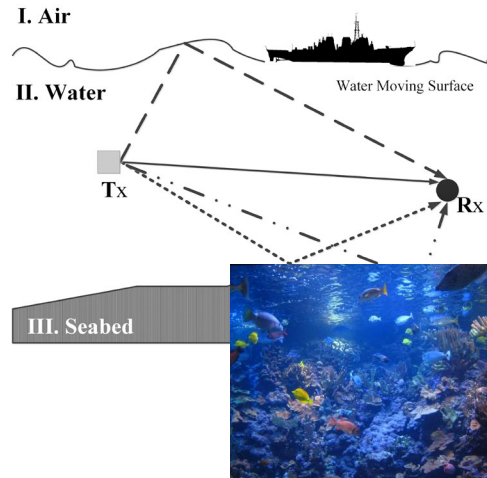 I. Air
II. Water
Water Moving Surface
Tx
Rx
III. Seabed